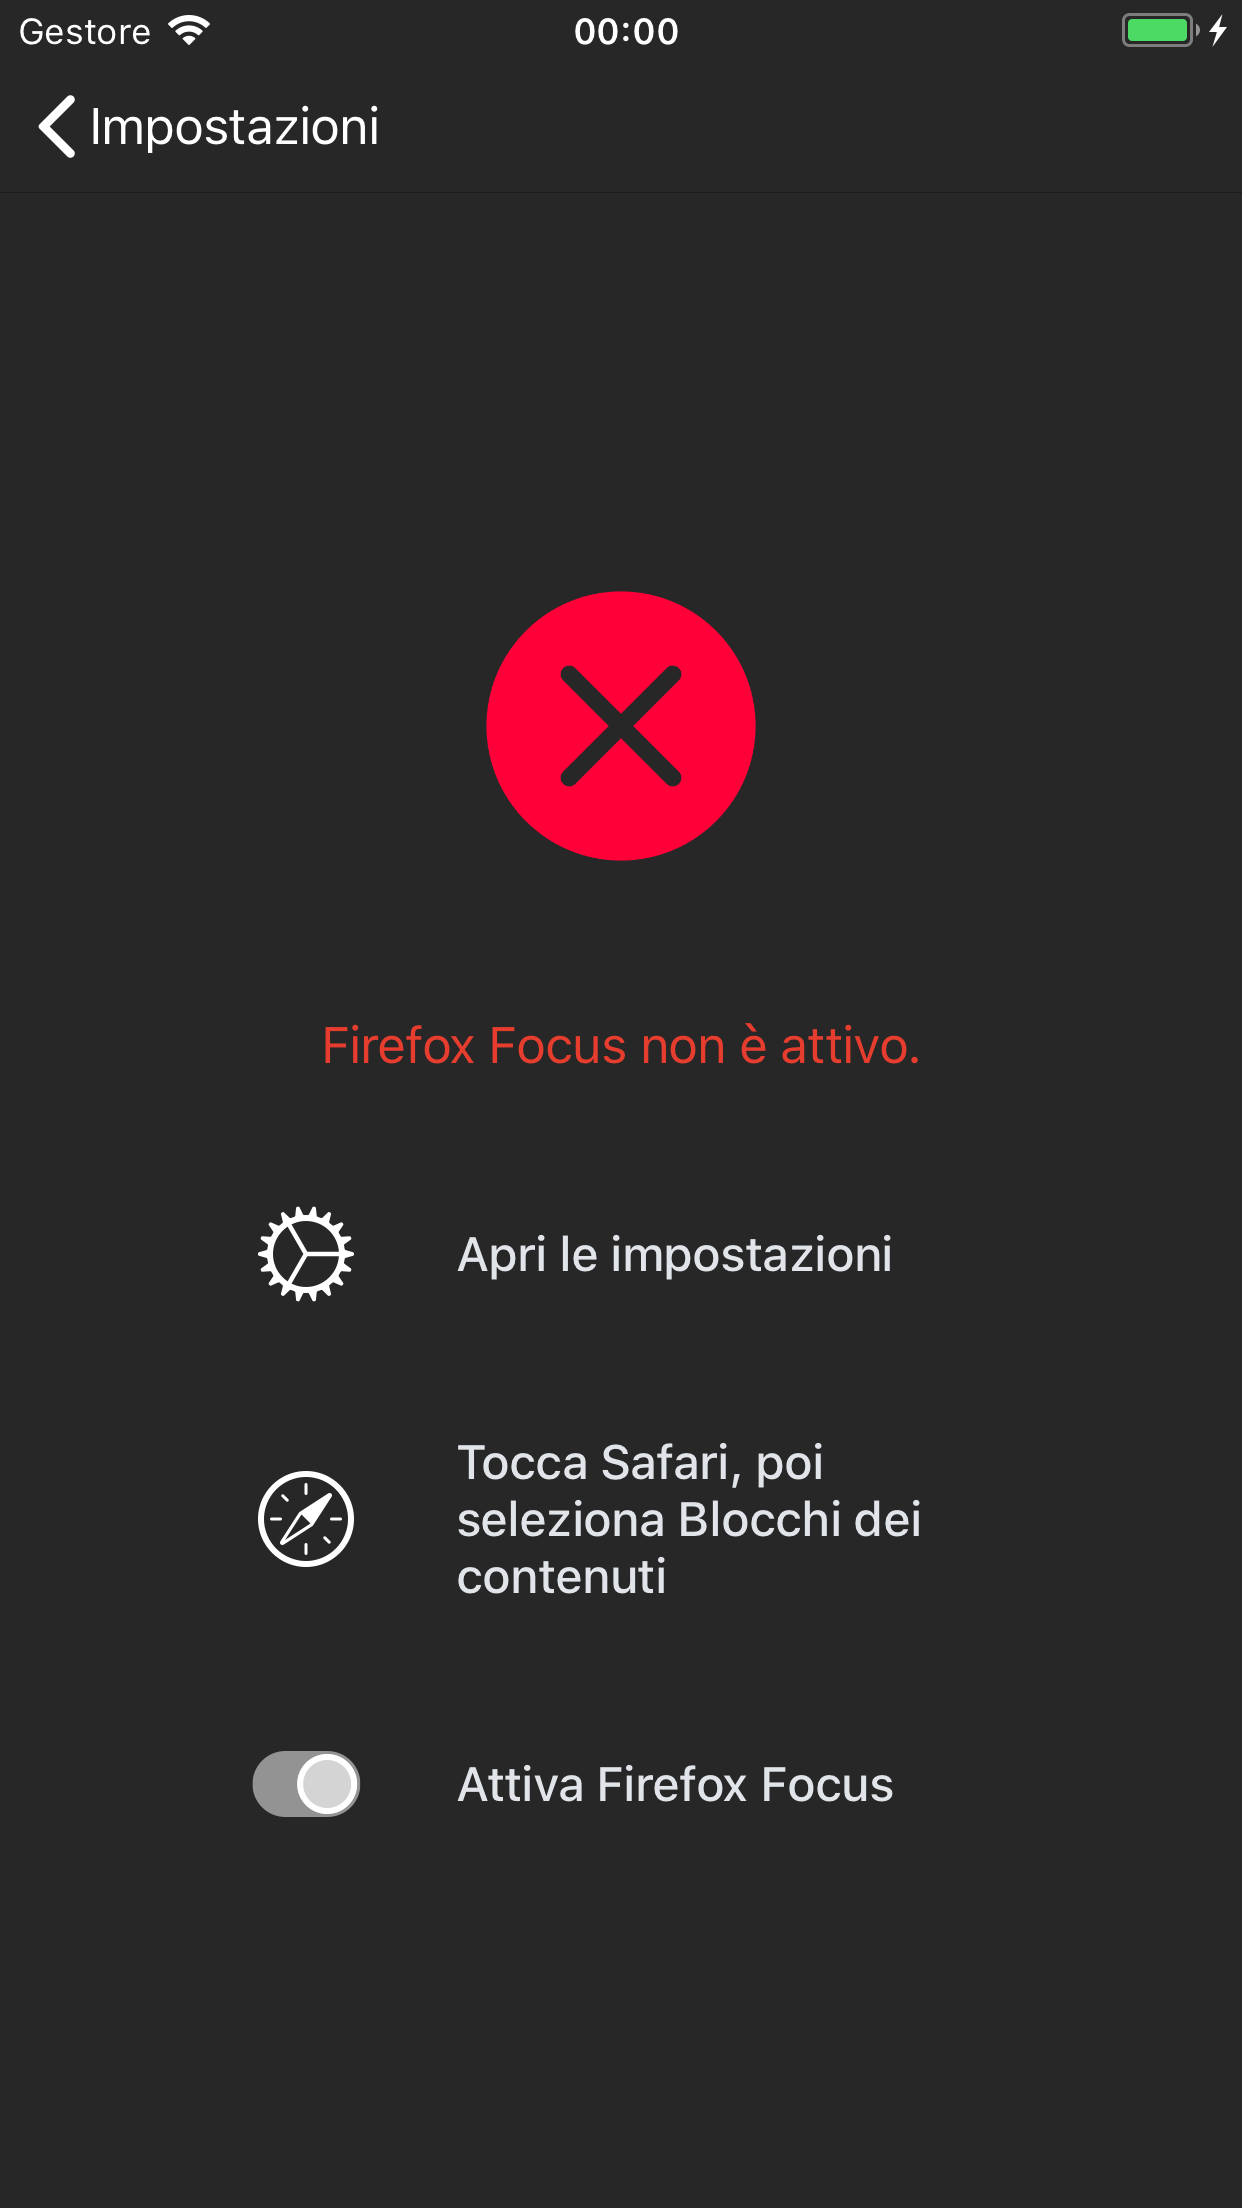 Gestore
00:00
Impostazioni
Firefox Focus non è attivo.
Apri le impostazioni
Tocca Safari, poi
seleziona Blocchi dei
contenuti
Attiva Firefox Focus